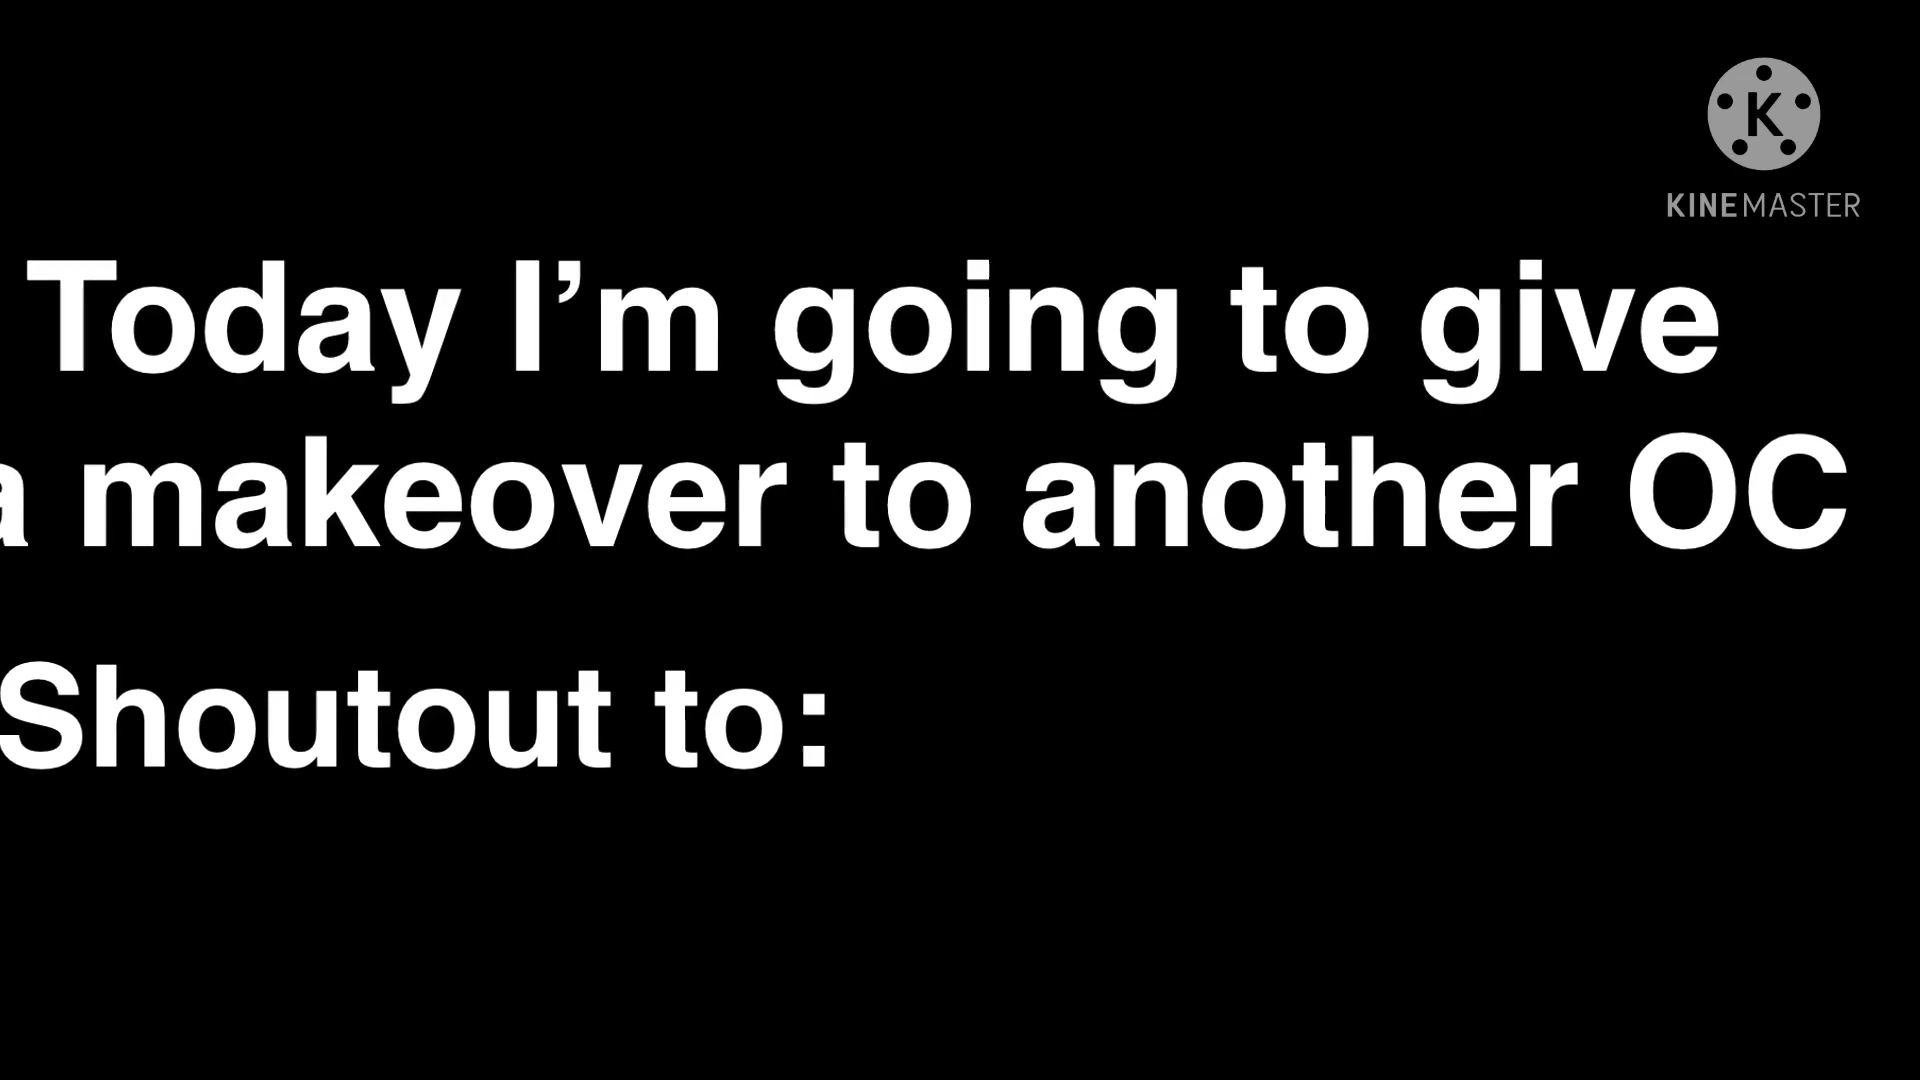 K
KINEMASTER
Today I’m going to give
a makeover to another OC
Shoutout to: